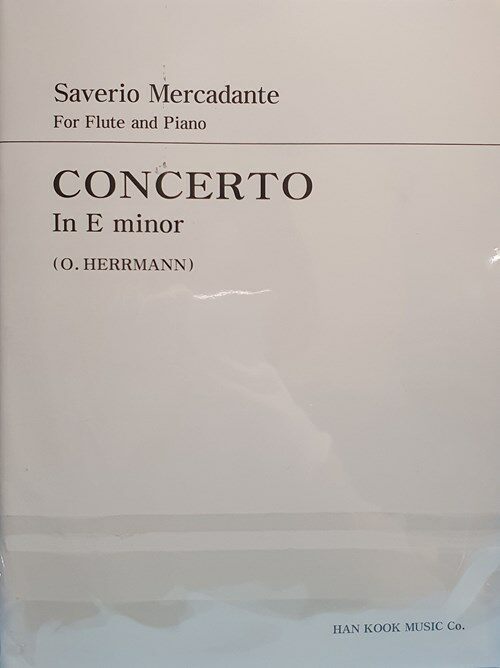 Saverio Mercadante
For Flute and Piano
CONCERTO
In E minor
(O. HERRMANN)
HAN KOOK MUSIC Co.